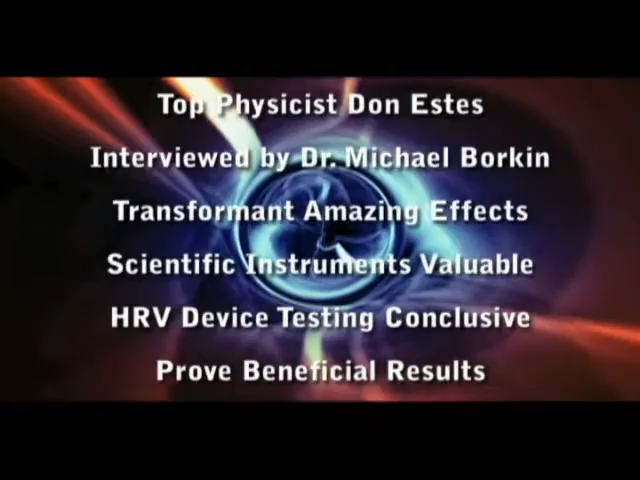 Top Physicist Don Estes
Interviewed by Dr. Michael Borkin
Transformant Amazing Effects
Scientific Instruments Valuable
HRV Device Testing Conclusive
Prove Beneficial Results